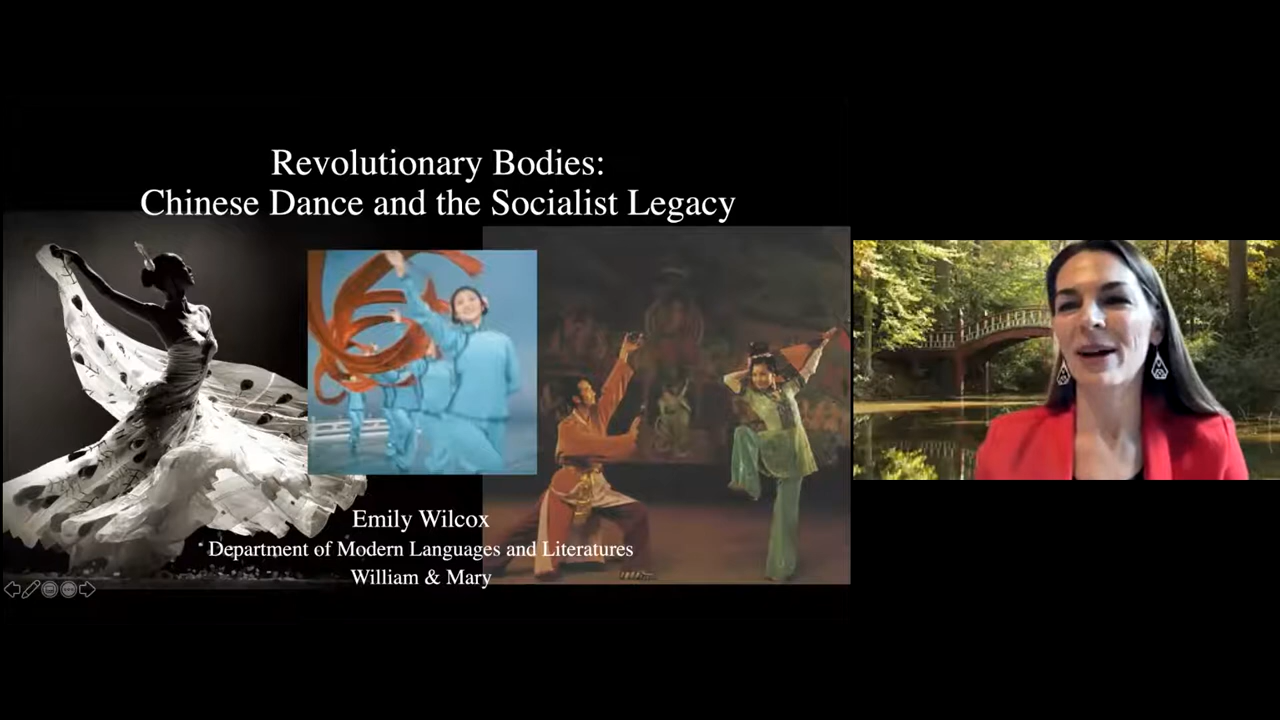 Revolutionary Bodies:
Chinese Dance and the Socialist Legacy
Emily Wilcox
Department of Modern Languages and Literatures
William & Mary